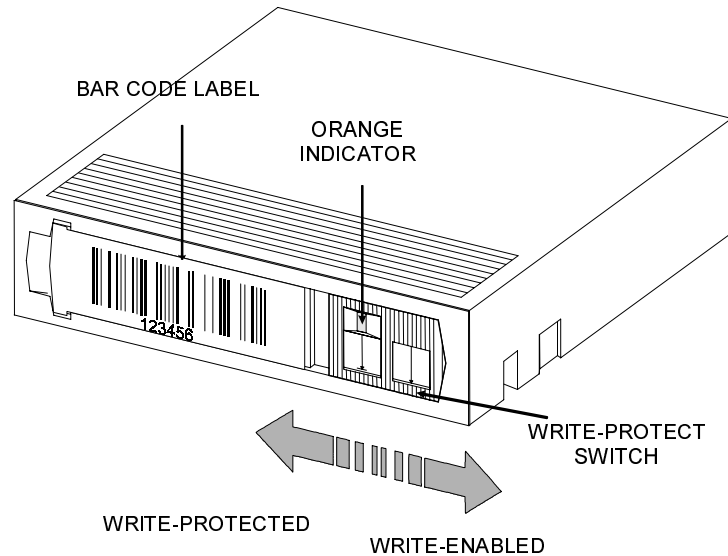 BAR CODE LABEL
ORANGE
INDICATOR
123456
WRITE-PROTECT
SWITCH
WRITE-PROTECTED
WRITE-ENABLED